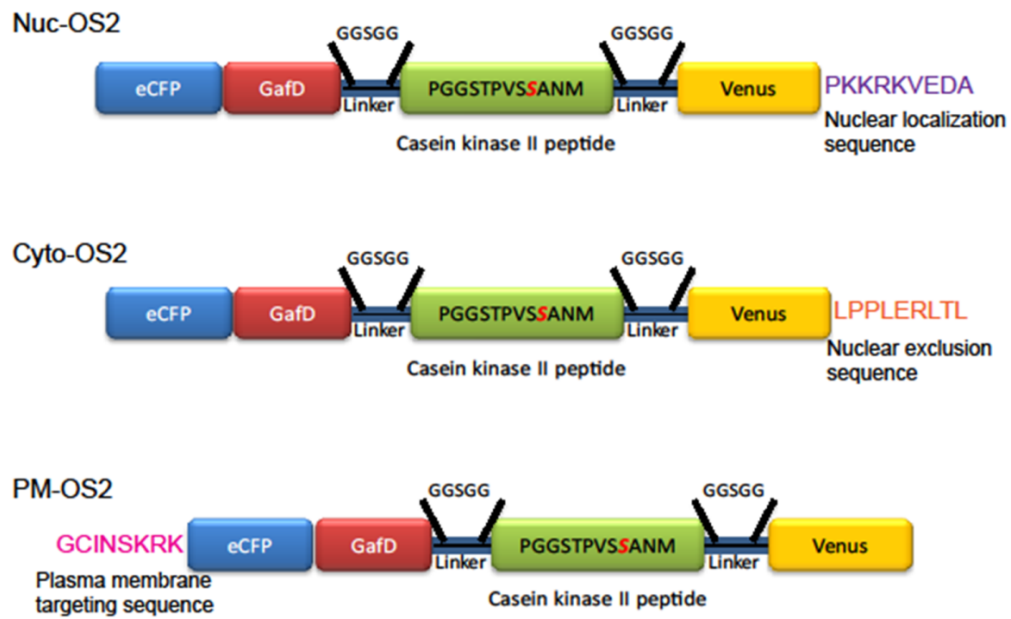 Nuc-OS2
GGSGG GGSGG
eCFP GafD Linker PGGSTPVSSANM Linker Venus PKKRKVEDA
Casein kinase II peptide
Nuclear localization
sequence
Cyto-OS2
GGSGG GGSGG
eCFP GafD Linker PGGSTPVSSANM Linker Venus LPPLERLTL
Casein kinase II peptide
Nuclear exclusion
sequence
PM-OS2
GGSGG GGSGG
GCINSKRK eCFP GafD Linker PGGSTPVSSANM Linker Venus
Plasma membrane
targeting sequence
Casein kinase II peptide